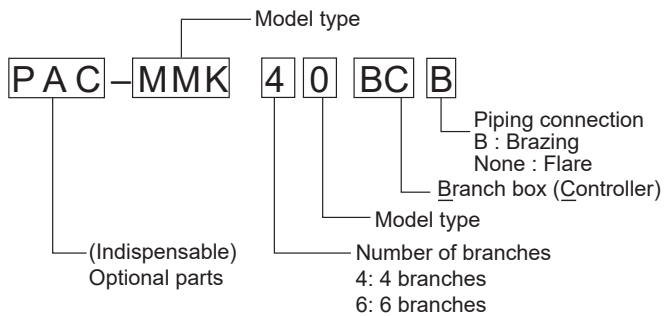 Model type
PAC–MMK 4 0 BC B
Piping connection
B : Brazing
None : Flare
Branch box (Controller)
Model type
(Indispensable)
Optional parts
Number of branches
4: 4 branches
6: 6 branches